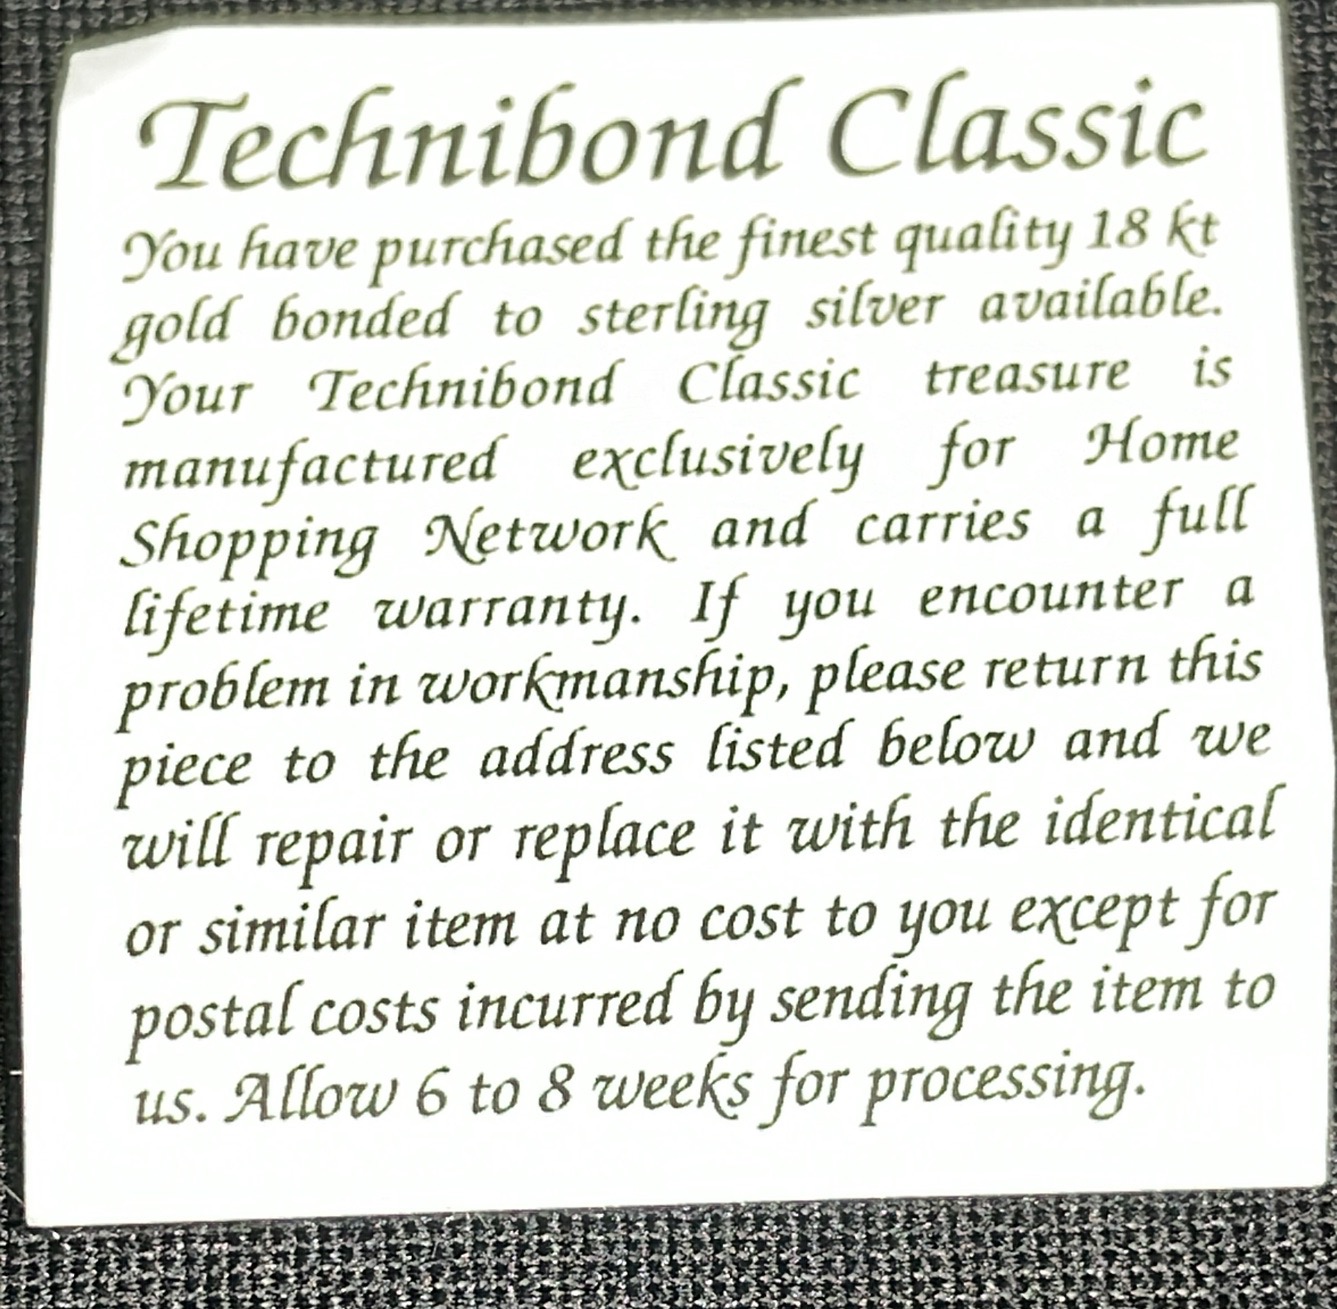 Technibond Classic
You have purchased the finest quality 18 kt
gold bonded to sterling silver available.
Your Technibond Classic treasure is
manufactured exclusively for Home
Shopping Network and carries a full
lifetime warranty. If you encounter a
problem in workmanship, please return this
piece to the address listed below and we
will repair or replace it with the identical
or similar item at no cost to you except for
postal costs incurred by sending the item to
us. Allow 6 to 8 weeks for processing.